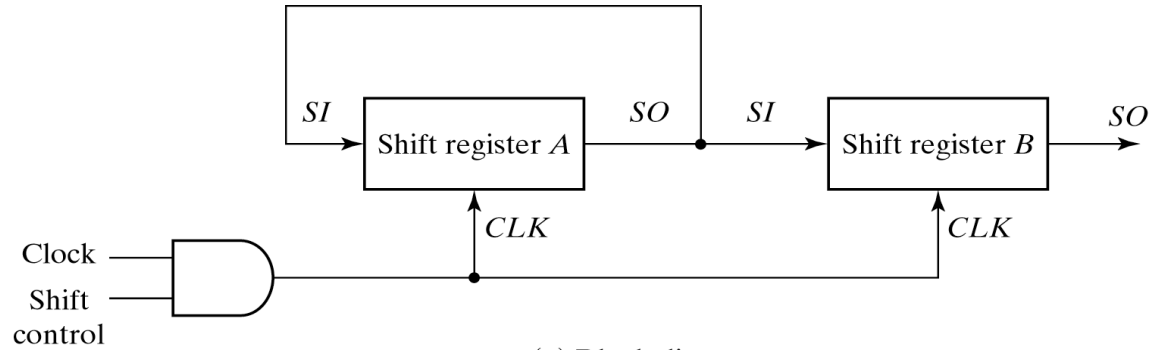 SI
SO
SI
SO
Shift register A
Shift register B
CLK
CLK
Clock
Shift
control